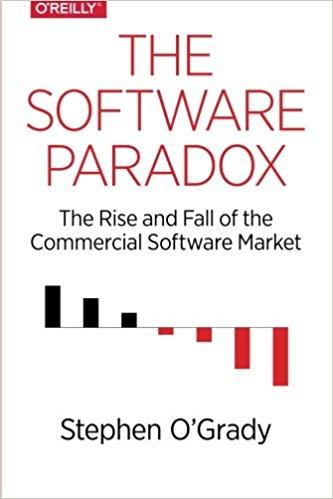 O'REILLY®
THE
SOFTWARE
PARADOX
The Rise and Fall of the
Commercial Software Market
Stephen O'Grady